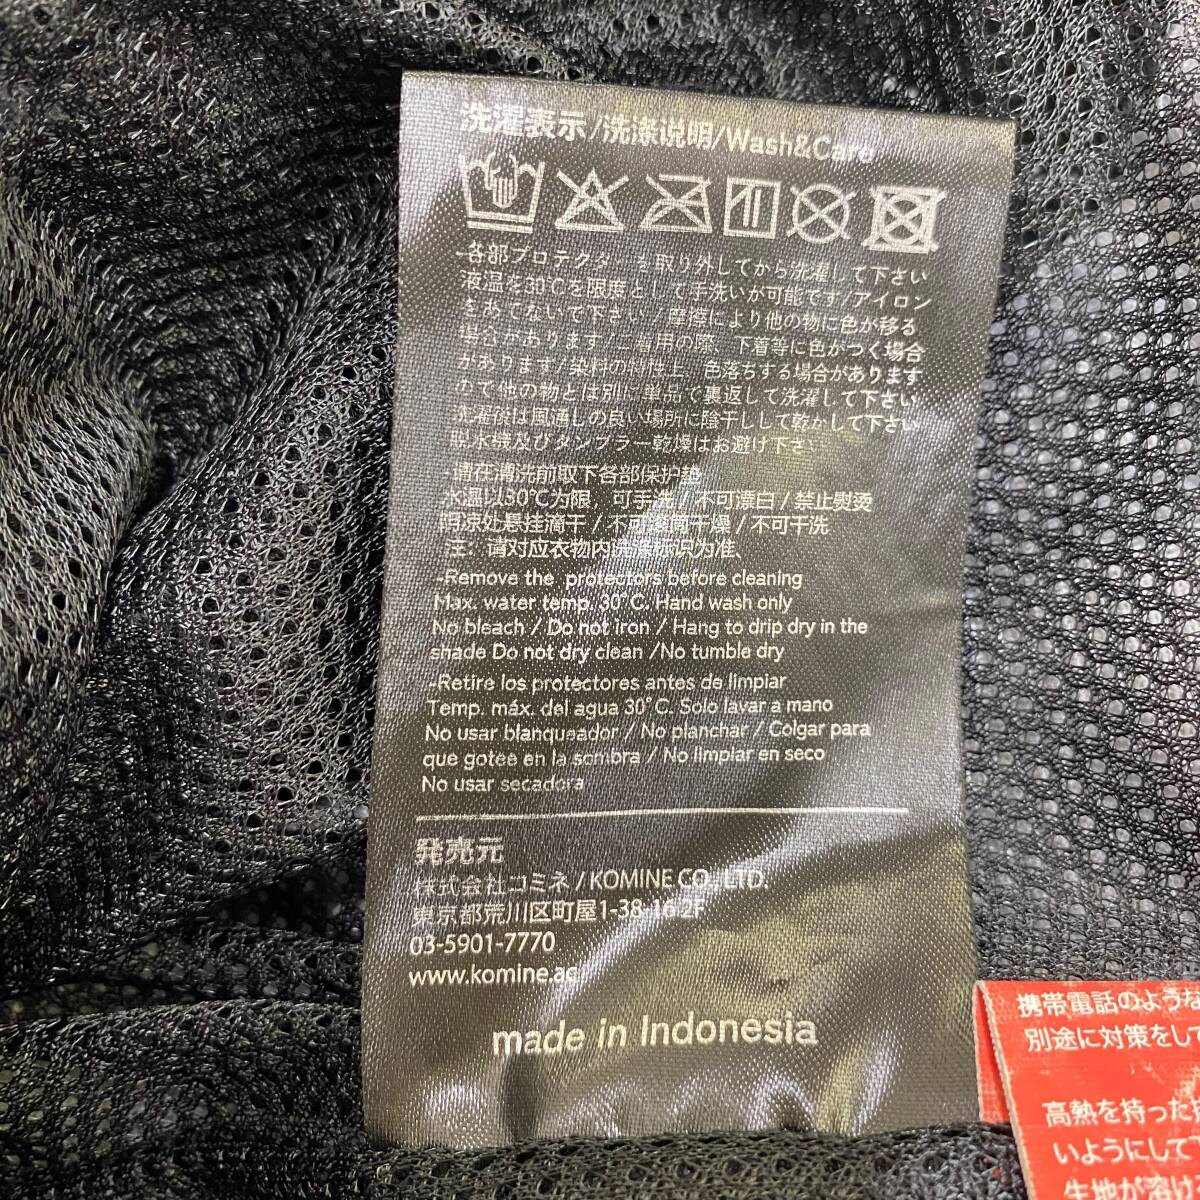 洗濯表示/洗涤说明/Wash&Care
-各部プロテクターを取り外してから洗濯して下さい
液温を30℃を限度として手洗いが可能です/アイロン
をあてないで下さい/摩擦により他の物に色が移る
場合があります/ご着用の際、下着等に色がつく場合
があります/染料の特性上、色落ちする場合があります
ので他の物とは別に単品で裏返して洗濯して下さい
洗濯後は風通しの良い場所に陰干しして乾かして下さい
脱水機及びタンブラー乾燥はお避け下さい
-请在清洗前取下各部保护垫
水温以30℃为限 可手洗/不可漂白/禁止熨烫
阴凉处悬挂滴干/不可滚筒干燥/不可干洗
注：请对应衣物内洗涤标识为准、
-Remove the protectors before cleaning
Max. water temp. 30°C. Hand wash only
No bleach / Do not iron / Hang to drip dry in the
shade Do not dry clean /No tumble dry
-Retire los protectores antes de limpiar
Temp. máx. del agua 30°C. Solo lavar a mano
No usar blanqueador / No planchar / Colgar para
que gotee en la sombra / No limpiar en seco
No usar secadora
発売元
株式会社コミネ/KOMINE CO., LTD.
東京都荒川区町屋1-38-16 2F
03-5901-7770
www.komine.ac
made in Indonesia
携帯電話のような
別途に対策をして
高熱を持った
いようにして
生地が溶け